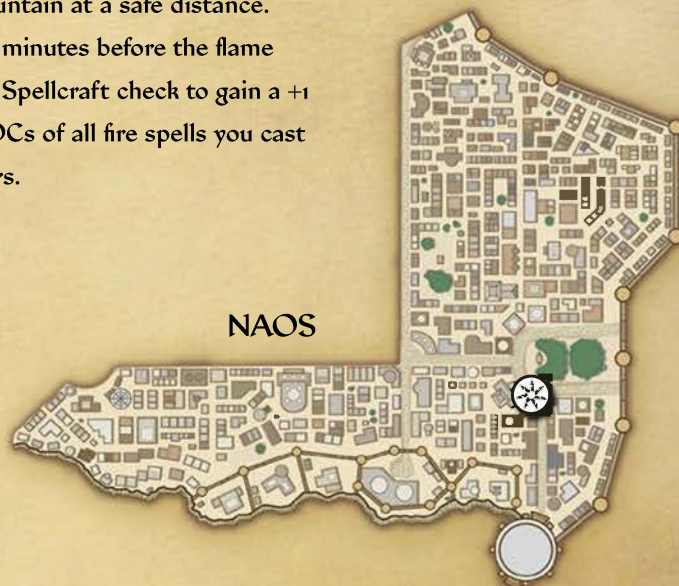 untain at a safe distance.
minutes before the flame
Spellcraft check to gain a +1
DCs of all fire spells you cast
rs.
NAOS